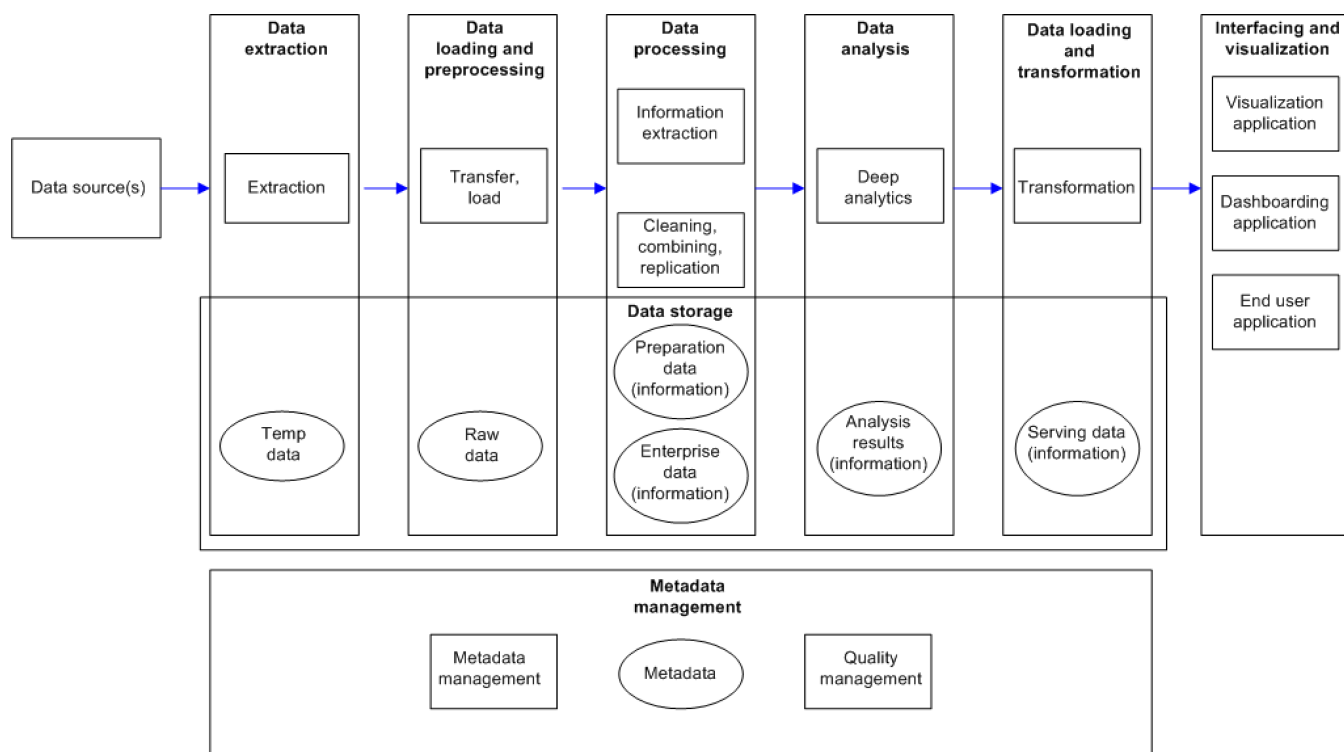 Data
extraction
Data
loading and
preprocessing
Data
processing
Data
analysis
Data loading
and
transformation
Interfacing and
visualization
Data source(s)
Extraction
Transfer,
load
Information
extraction
Cleaning,
combining,
replication
Deep
analytics
Transformation
Visualization
application
Dashboarding
application
End user
application
Data storage
Temp
data
Raw
data
Preparation
data
(information)
Enterprise
data
(information)
Analysis
results
(information)
Serving data
(information)
Metadata
management
Metadata
management
Metadata
Quality
management